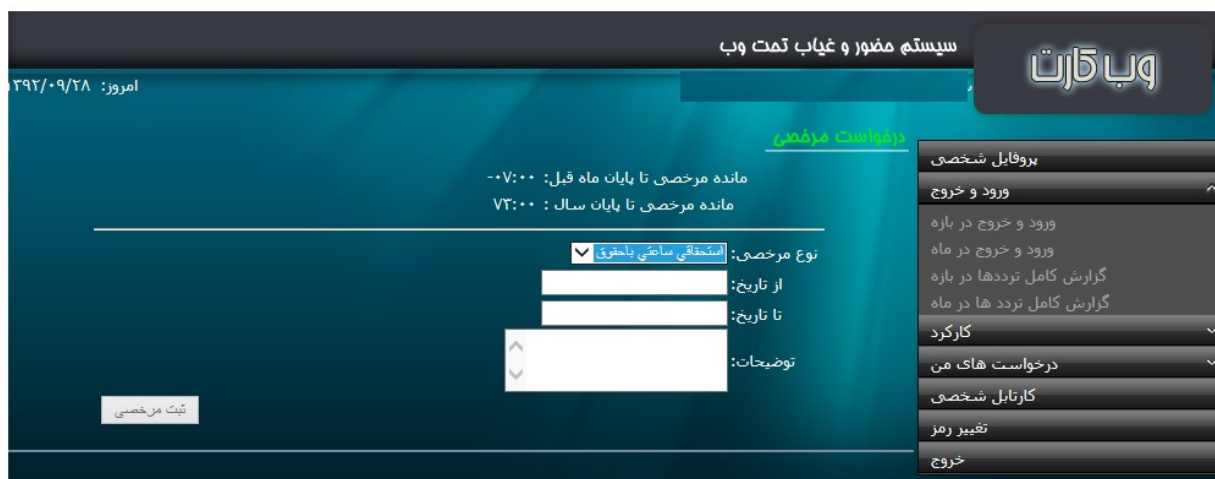 وب کارت
سیستم حضور و غیاب تحت وب
امروز: ۱۳۹۲/۰۹/۲۸
درخواست مرخصی
مانده مرخصی تا پایان ماه قبل: ۰۷:۰۰-
مانده مرخصی تا پایان سال : ۷۳:۰۰
نوع مرخصی: استحقاقي ساعتي باحقوق
از تاریخ:
تا تاریخ:
توضیحات:
ثبت مرخصی
پروفایل شخصی
ورود و خروج
ورود و خروج در بازه
ورود و خروج در ماه
گزارش کامل ترددها در بازه
گزارش کامل تردد ها در ماه
کارکرد
درخواست های من
کارتابل شخصی
تغییر رمز
خروج